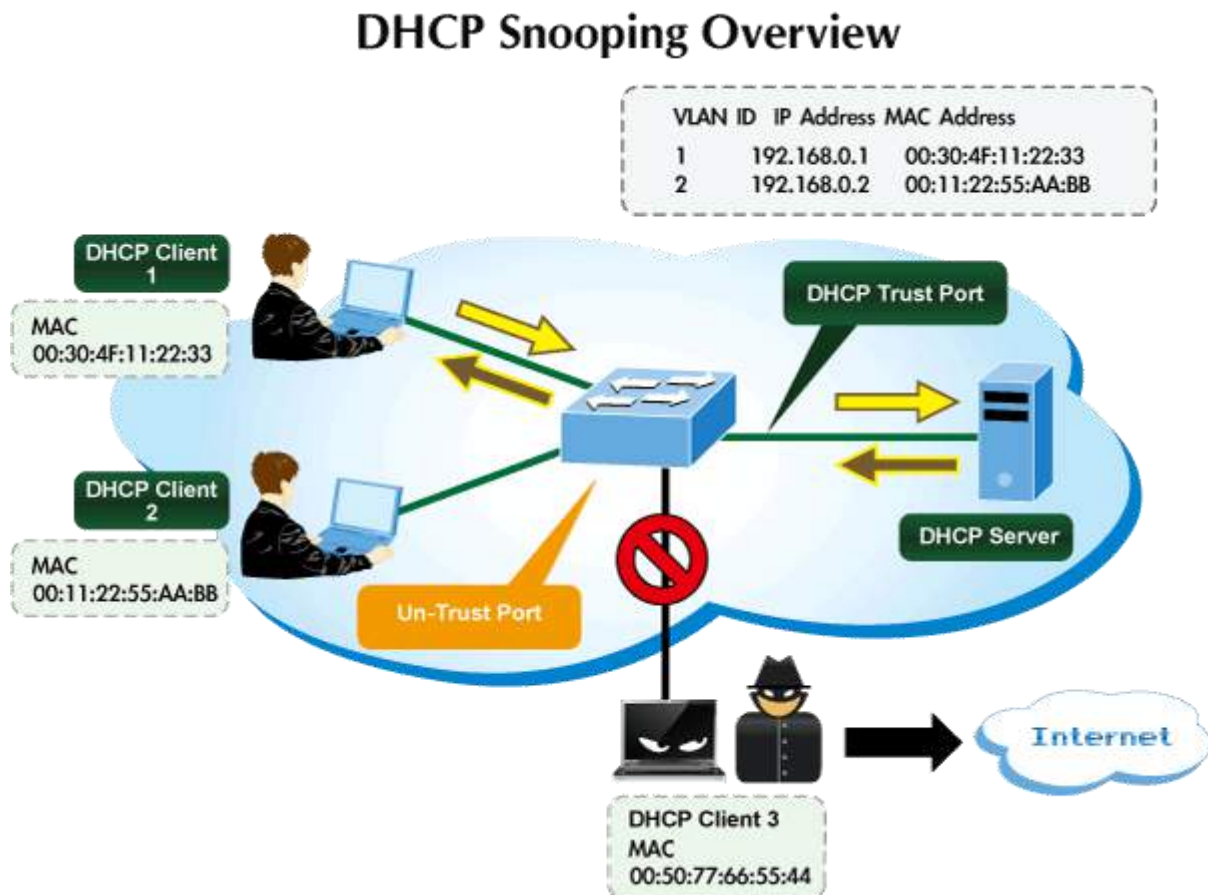 DHCP Snooping Overview
VLAN ID IP Address MAC Address
1 192.168.0.1 00:30:4F:11:22:33
2 192.168.0.2 00:11:22:55:AA:BB
DHCP Client
1
MAC
00:30:4F:11:22:33
DHCP Trust Port
DHCP Client
2
MAC
00:11:22:55:AA:BB
Un-Trust Port
DHCP Server
Internet
DHCP Client 3
MAC
00:50:77:66:55:44